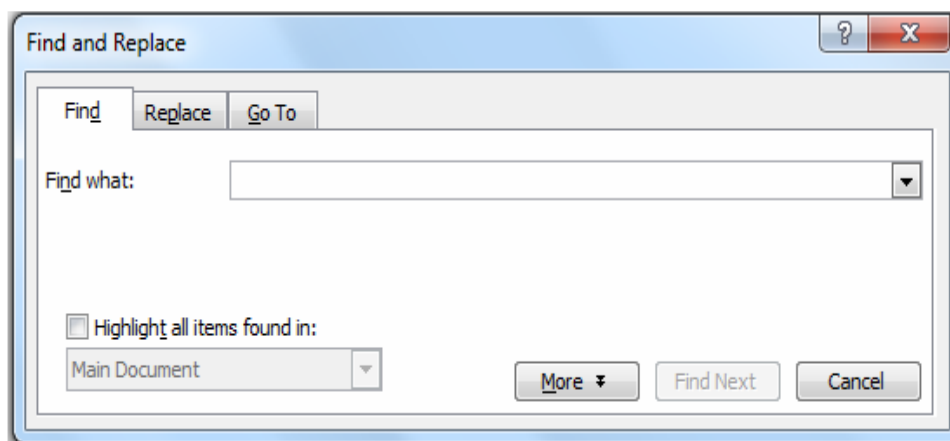 Find and Replace
Find Replace Go To
Find what:
Highlight all items found in:
Main Document
More Find Next Cancel